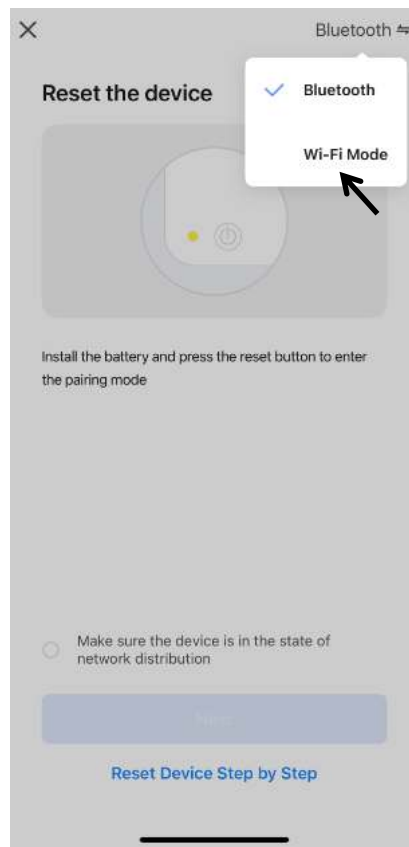 Bluetooth
Reset the device
Bluetooth
Wi-Fi Mode
Install the battery and press the reset button to enter
the pairing mode
Make sure the device is in the state of
network distribution
Next
Reset Device Step by Step